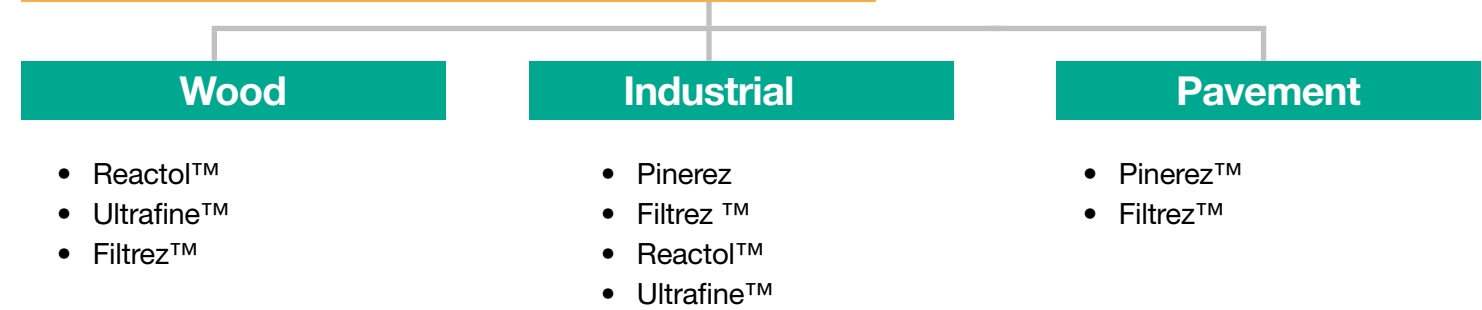 Wood
• Reactol™
• Ultrafine™
• Filtrez™
Industrial
• Pinerez
• Filtrez ™
• Reactol™
• Ultrafine™
Pavement
• Pinerez™
• Filtrez™